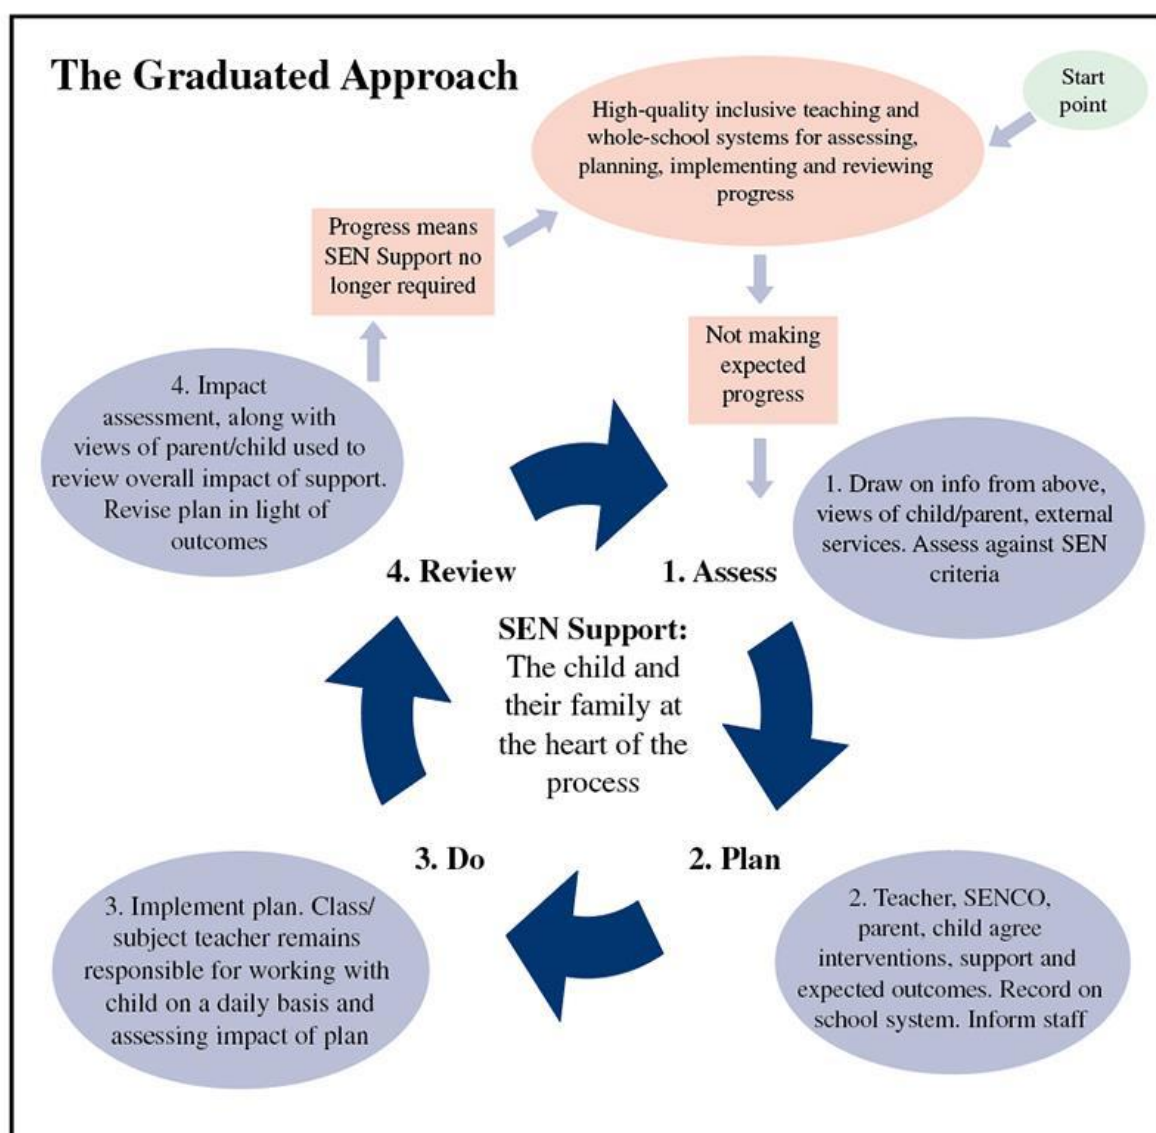 The Graduated Approach
Start
point
High-quality inclusive teaching and
whole-school systems for assessing,
planning, implementing and reviewing
progress
Progress means
SEN Support no
longer required
Not making
expected
progress
4. Impact
assessment, along with
views of parent/child used to
review overall impact of support.
Revise plan in light of
outcomes
1. Draw on info from above,
views of child/parent, external
services. Assess against SEN
criteria
4. Review
1. Assess
SEN Support:
The child and
their family at
the heart of the
process
3. Do
2. Plan
3. Implement plan. Class/
subject teacher remains
responsible for working with
child on a daily basis and
assessing impact of plan
2. Teacher, SENCO,
parent, child agree
interventions, support and
expected outcomes. Record on
school system. Inform staff